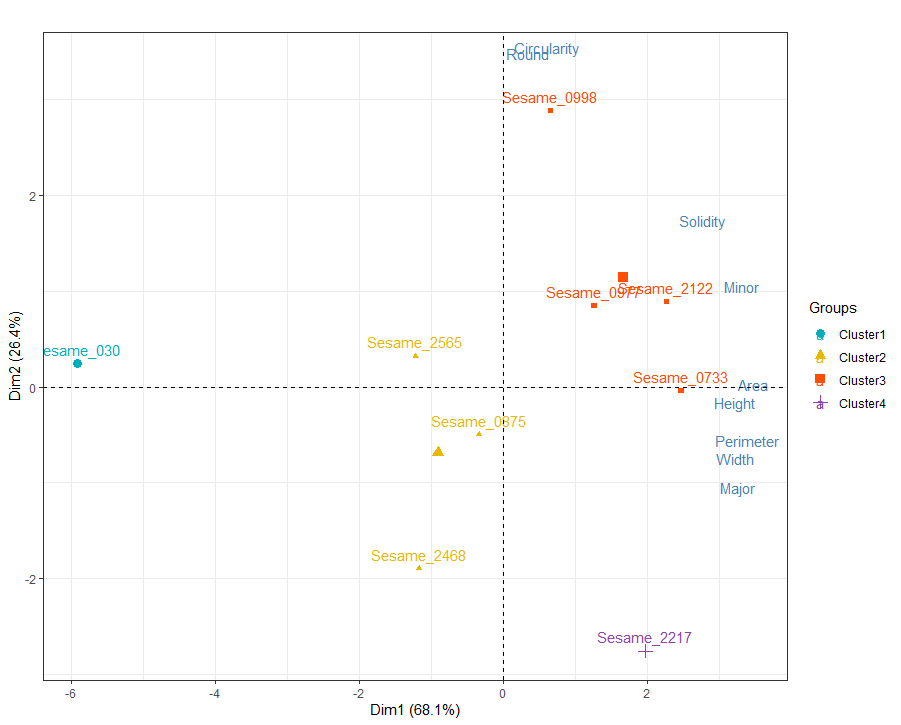 Circularity
Round
Sesame_0998
2
Solidity
Sesame_0977
Sesame_2122
Minor
Groups
Cluster1
Cluster2
Cluster3
Cluster4
Sesame_2565
esame_030
Dim2 (26.4%)
0
Sesame_0733
Area
Height
Sesame_0875
Perimeter
Width
Major
Sesame_2468
-2
Sesame_2217
-6
-4
-2
0
2
Dim1 (68.1%)